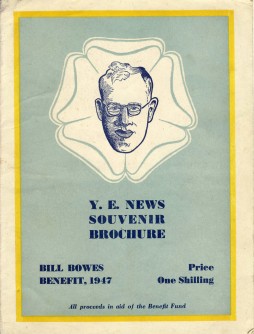 Y. E. NEWS
SOUVENIR
BROCHURE
BILL BOWES Price
BENEFIT, 1947 One Shilling
All proceeds in aid of the Benefit Fund